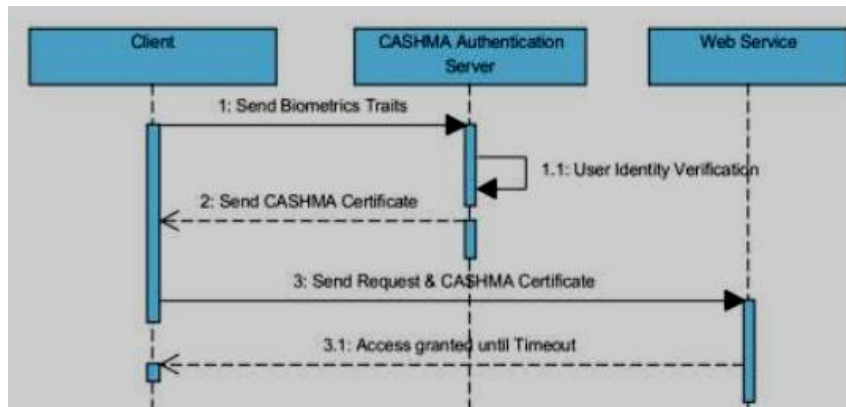 Client
CASHMA Authentication
Server
Web Service
1: Send Biometrics Traits
1.1: User Identity Verification
2: Send CASHMA Certificate
3: Send Request & CASHMA Certificate
3.1: Access granted until Timeout